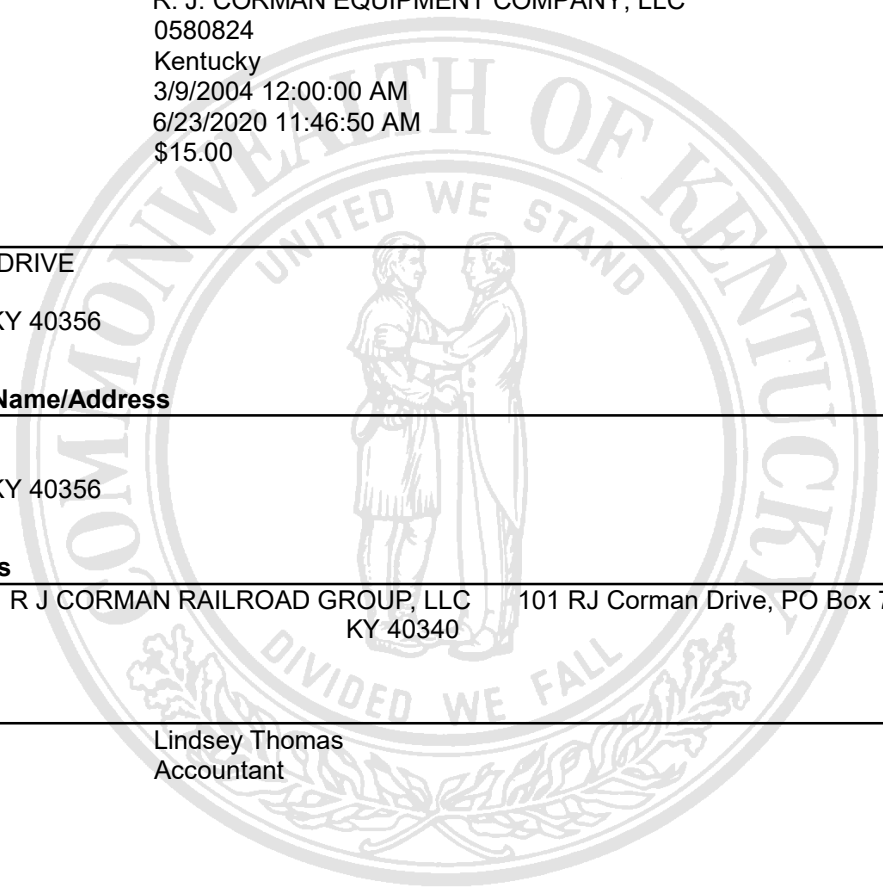 R. J. CORMAN EQUIPMENT COMPANY, LLC
0580824
Kentucky
3/9/2004 12:00:00 AM
6/23/2020 11:46:50 AM
$15.00
DRIVE
KY 40356
Name/Address
KY 40356
s
R J CORMAN RAILROAD GROUP, LLC 101 RJ Corman Drive, PO Box 7
KY 40340
Lindsey Thomas
Accountant
COMMONWEALTH OF KENTUCKY
UNITED WE STAND
DIVIDED WE FALL